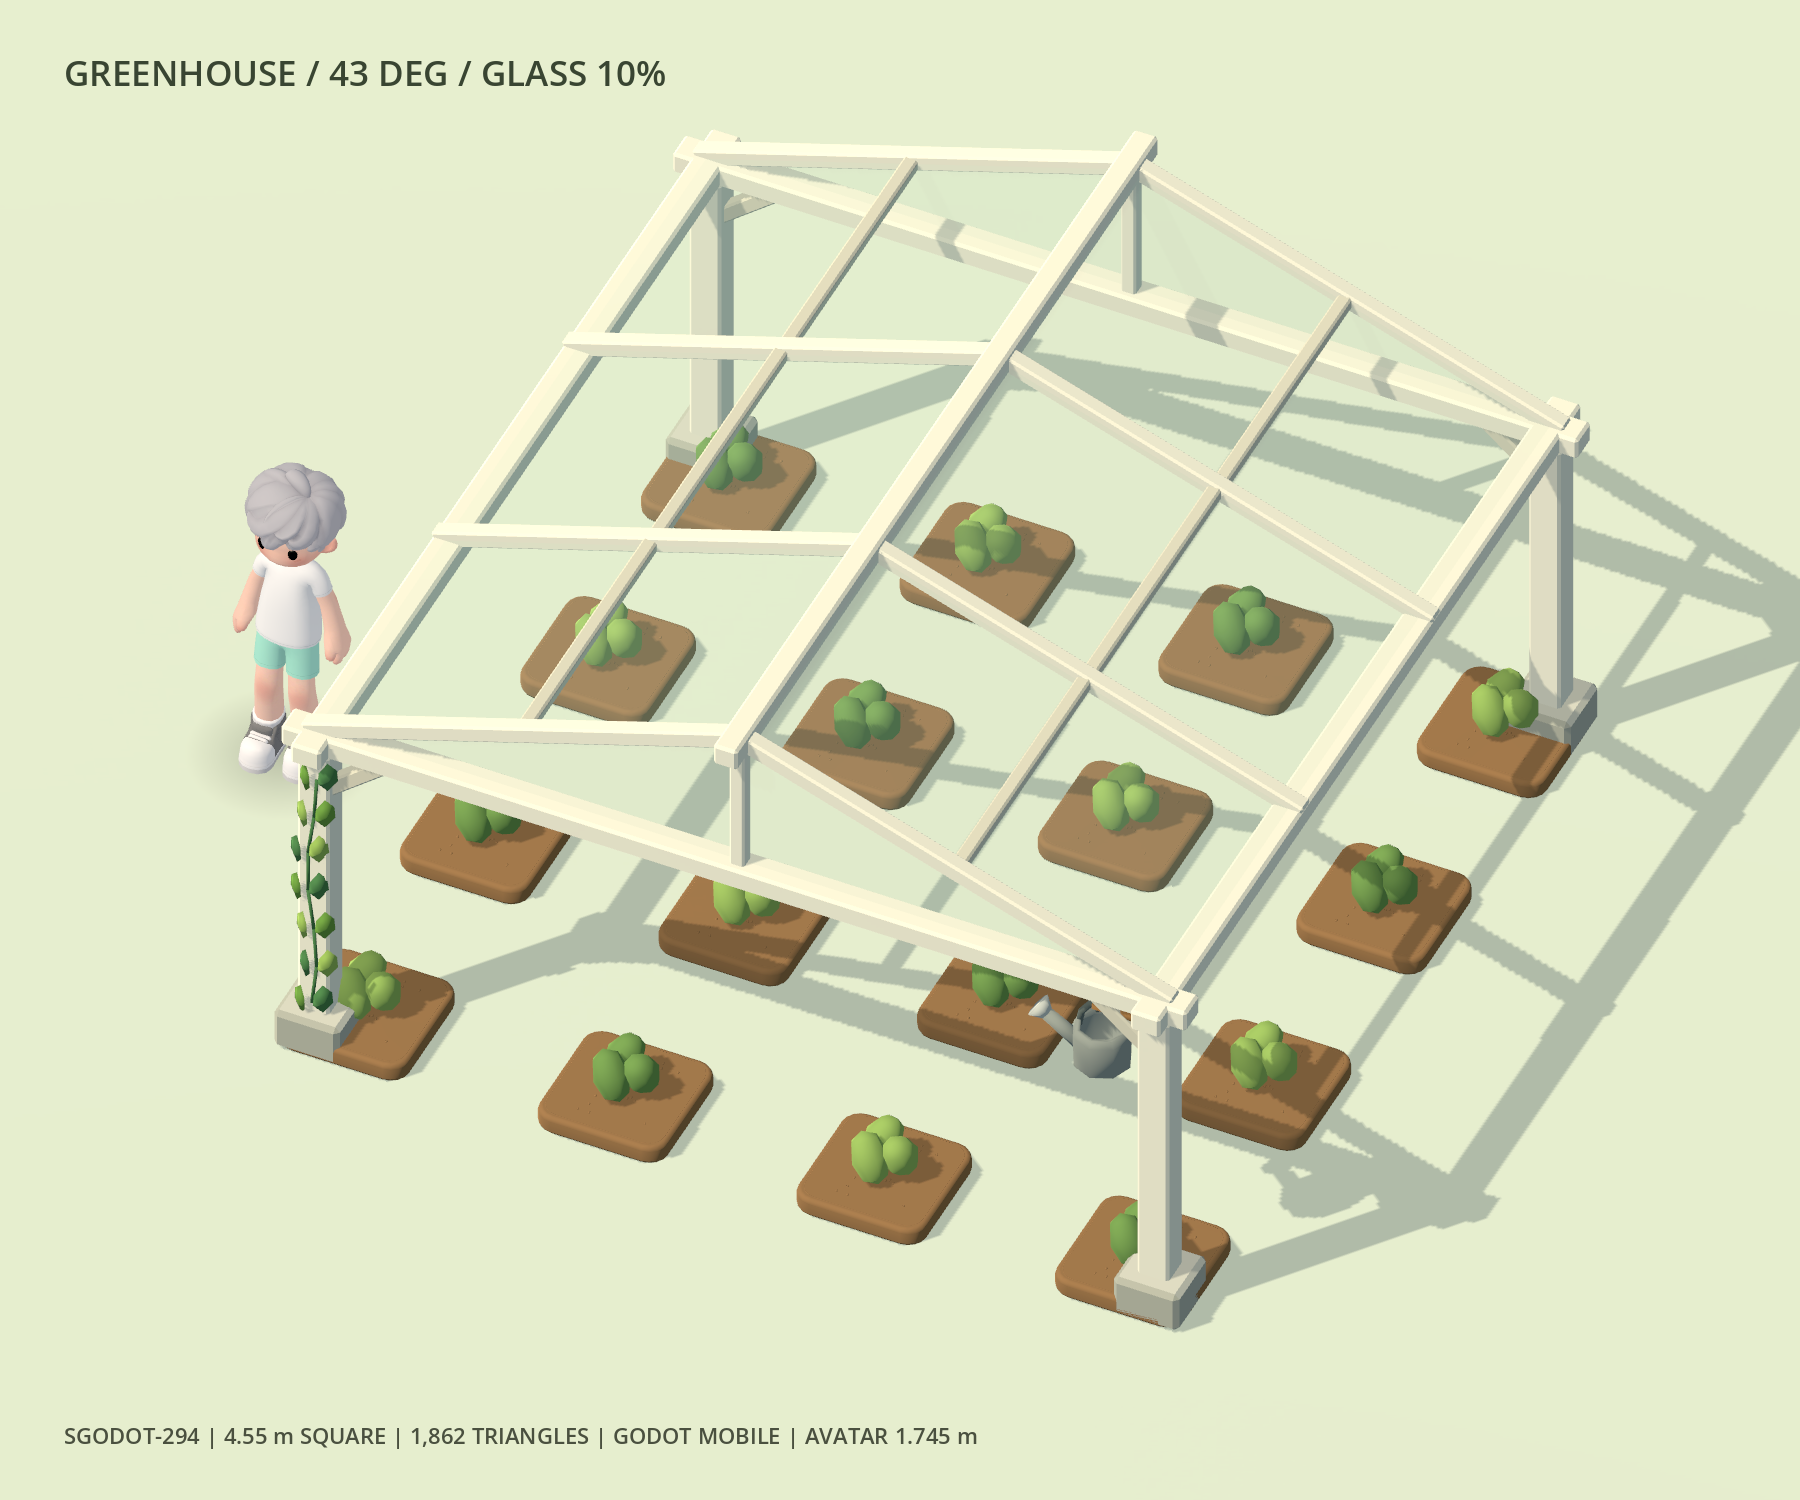 GREENHOUSE / 43 DEG / GLASS 10%
SGODOT-294 | 4.55 m SQUARE | 1,862 TRIANGLES | GODOT MOBILE | AVATAR 1.745 m